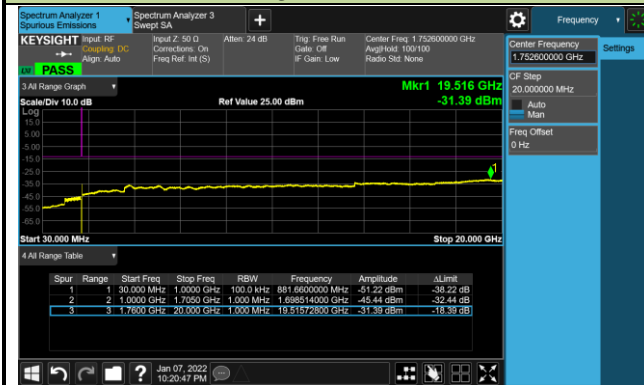 Spectrum Analyzer 1
Spurious Emissions
Spectrum Analyzer 3
Swept SA
+
Frequency
KEYSIGHT
Input: RF
Coupling: DC
Align: Auto
Input Z: 50 Ω
Corrections: On
Freq Ref: Int (S)
Atten: 24 dB
Trig: Free Run
Gate: Off
IF Gain: Low
Center Freq: 1.752600000 GHz
Avg|Hold: 100/100
Radio Std: None
PASS
Center Frequency
1.752600000 GHz
Settings
CF Step
20.000000 MHz
Auto
Man
Freq Offset
0 Hz
3 All Range Graph
Mkr1 19.516 GHz
-31.39 dBm
Scale/Div 10.0 dB
Ref Value 25.00 dBm
Log
15.0
5.00
-5.00
-15.0
-25.0
-35.0
-45.0
-55.0
-65.0
1
Start 30.000 MHz
Stop 20.000 GHz
4 All Range Table
Spur Range Start Freq Stop Freq RBW Frequency Amplitude ΔLimit
1 1 30.000 MHz 1.0000 GHz 100.0 kHz 881.6600000 MHz -51.22 dBm -38.22 dB
2 2 1.0000 GHz 1.7050 GHz 1.000 MHz 1.698514000 GHz -45.44 dBm -32.44 dB
3 3 1.7600 GHz 20.000 GHz 1.000 MHz 19.51572800 GHz -31.39 dBm -18.39 dB
?
Jan 07, 2022
10:20:47 PM